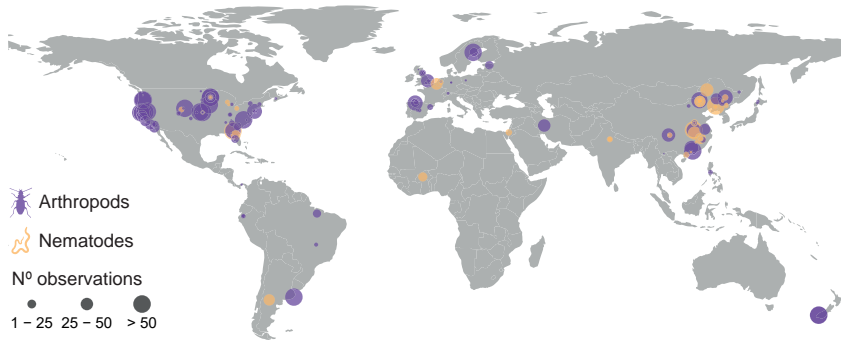 Arthropods
Nematodes
Nº observations
1 − 25 25 − 50 > 50